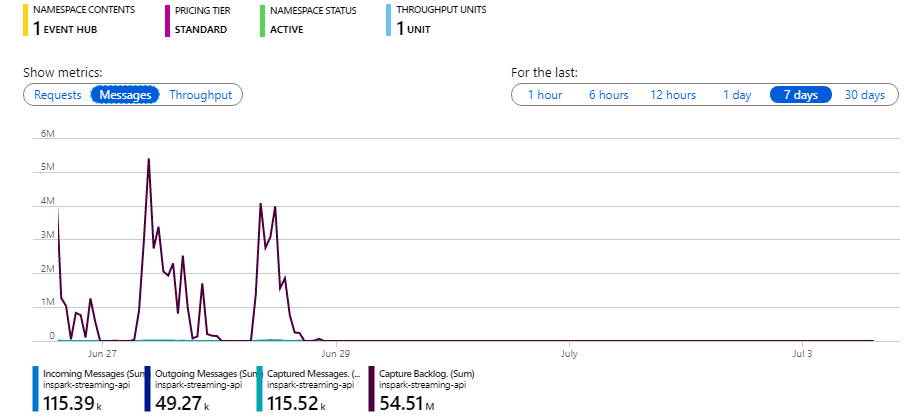 NAMESPACE CONTENTS
1 EVENT HUB
PRICING TIER
STANDARD
NAMESPACE STATUS
ACTIVE
THROUGHPUT UNITS
1 UNIT
Show metrics:
Requests Messages Throughput
For the last:
1 hour 6 hours 12 hours 1 day 7 days 30 days
6M
5M
4M
3M
2M
1M
0
Jun 27 Jun 29 July Jul 3
Incoming Messages (Sum)
inspark-streaming-api
115.39 k
Outgoing Messages (Sum)
inspark-streaming-api
49.27 k
Captured Messages. (...
inspark-streaming-api
115.52 k
Capture Backlog. (Sum)
inspark-streaming-api
54.51 M